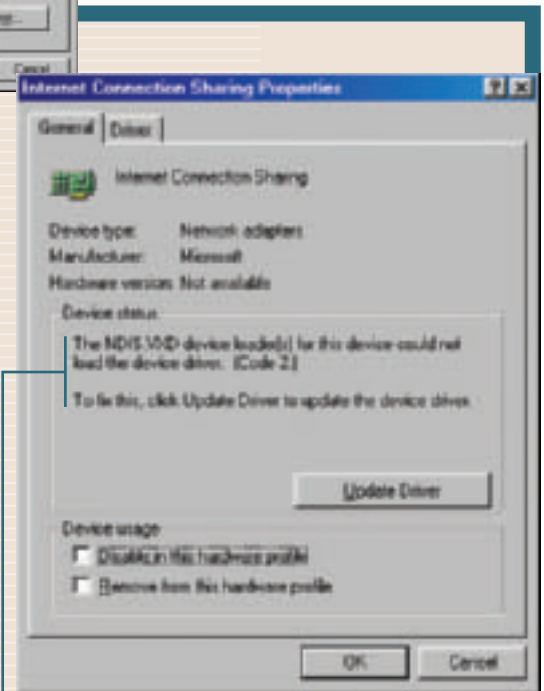 Cancel
Internet Connection Sharing Properties
General Driver
Internet Connection Sharing
Device type: Network adapters
Manufacturer: Microsoft
Hardware version: Not available
Device status
The NDIS.VXD device loader(s) for this device could not
load the device driver. (Code 2.)
To fix this, click Update Driver to update the device driver.
Update Driver
Device usage
Disable in this hardware profile
Remove from this hardware profile
OK Cancel